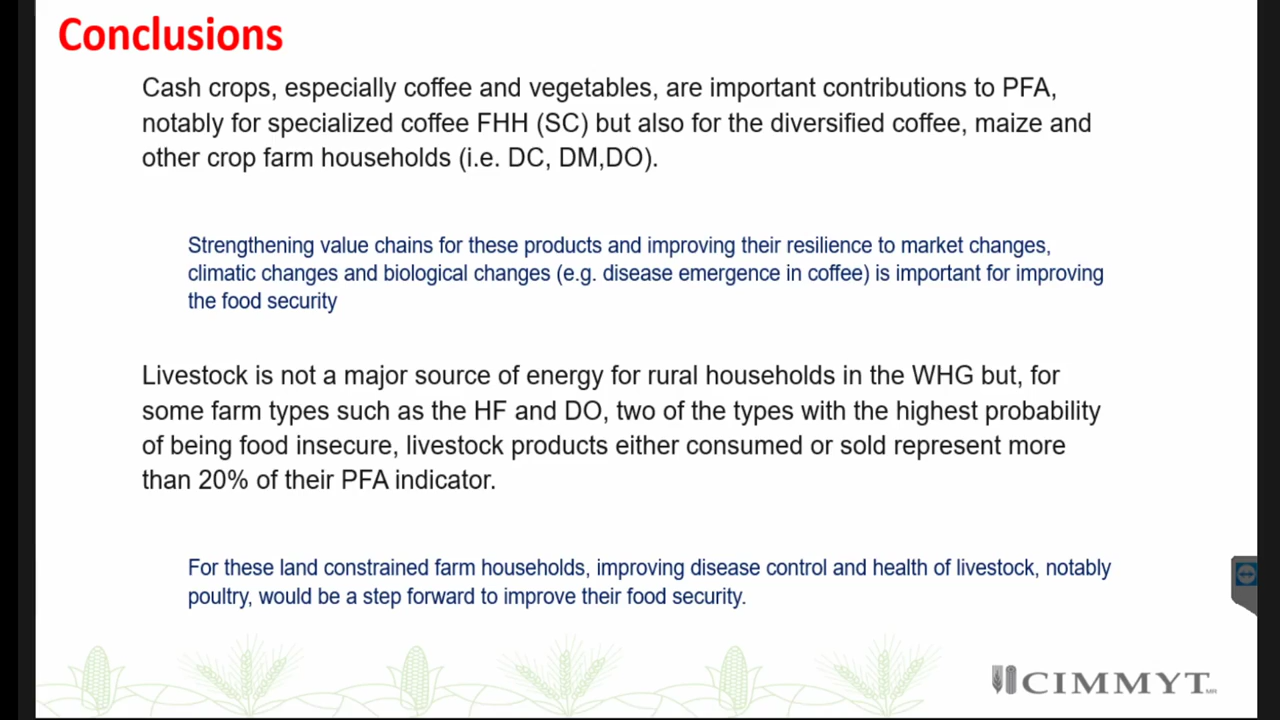 Conclusions
Cash crops, especially coffee and vegetables, are important contributions to PFA,
notably for specialized coffee FHH (SC) but also for the diversified coffee, maize and
other crop farm households (i.e. DC, DM,DO).
Strengthening value chains for these products and improving their resilience to market changes,
climatic changes and biological changes (e.g. disease emergence in coffee) is important for improving
the food security
Livestock is not a major source of energy for rural households in the WHG but, for
some farm types such as the HF and DO, two of the types with the highest probability
of being food insecure, livestock products either consumed or sold represent more
than 20% of their PFA indicator.
For these land constrained farm households, improving disease control and health of livestock, notably
poultry, would be a step forward to improve their food security.
CIMMYT MR